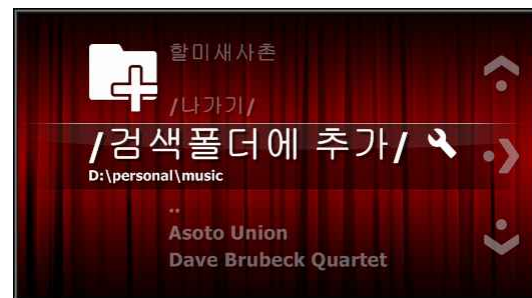 할미새사촌
/나가기/
/검색폴더에 추가/
D:\personal\music
..
Asoto Union
Dave Brubeck Quartet